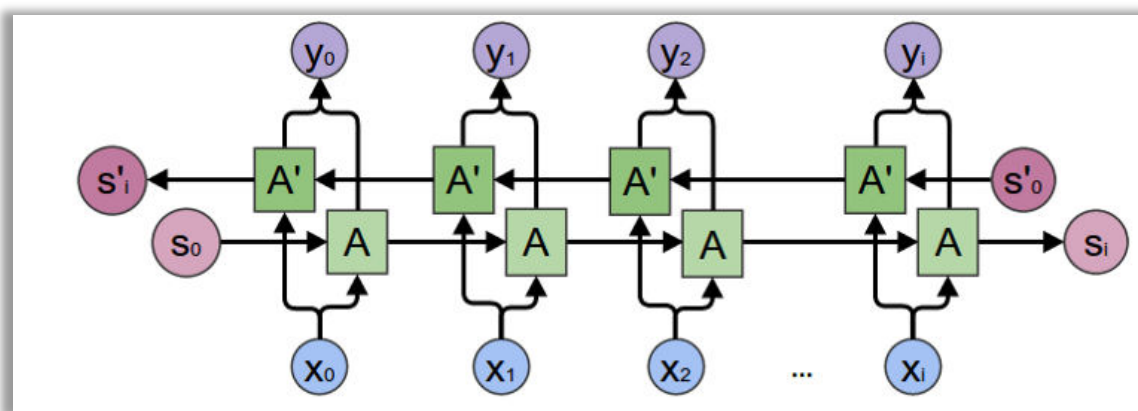 y₀ y₁ y₂ yᵢ
s'ᵢ A' A' A' A' s'₀
s₀ A A A A sᵢ
x₀ x₁ x₂ ... xᵢ